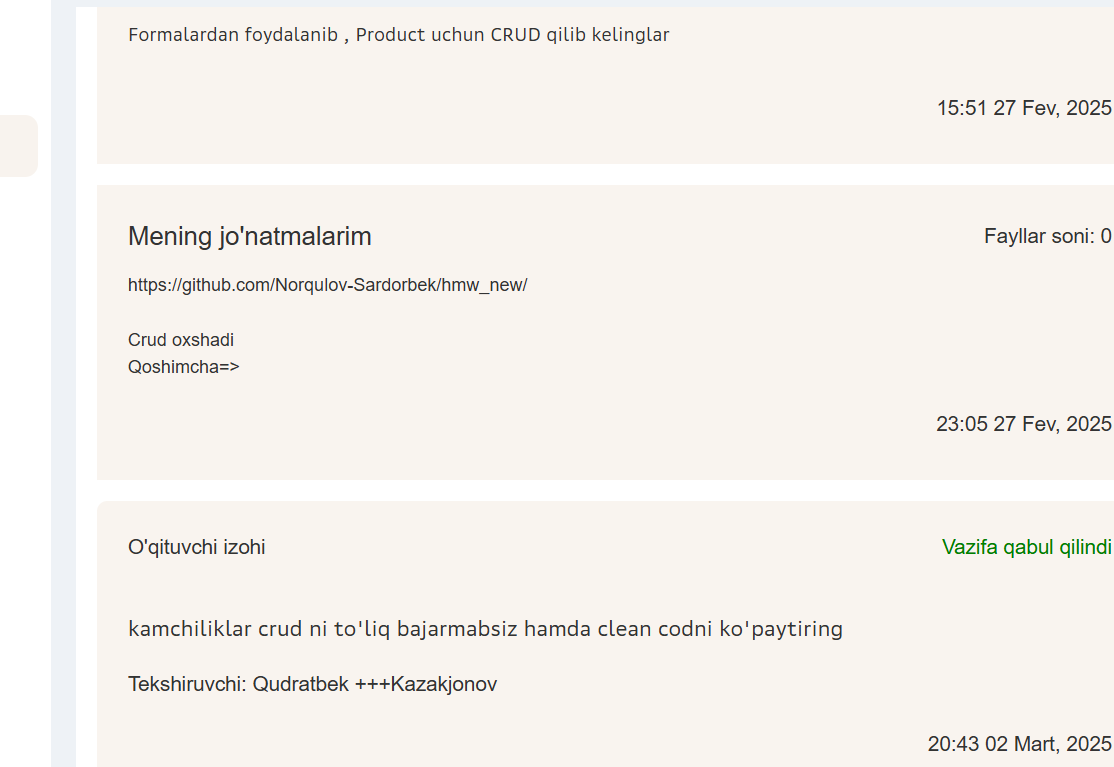 Formalardan foydalanib , Product uchun CRUD qilib kelinglar
15:51 27 Fev, 2025
Mening jo'natmalarim
Fayllar soni: 0
https://github.com/Norqulov-Sardorbek/hmw_new/
Crud oxshadi
Qoshimcha=>
23:05 27 Fev, 2025
O'qituvchi izohi
Vazifa qabul qilindi
kamchiliklar crud ni to'liq bajarmabsiz hamda clean codni ko'paytiring
Tekshiruvchi: Qudratbek +++Kazakjonov
20:43 02 Mart, 2025